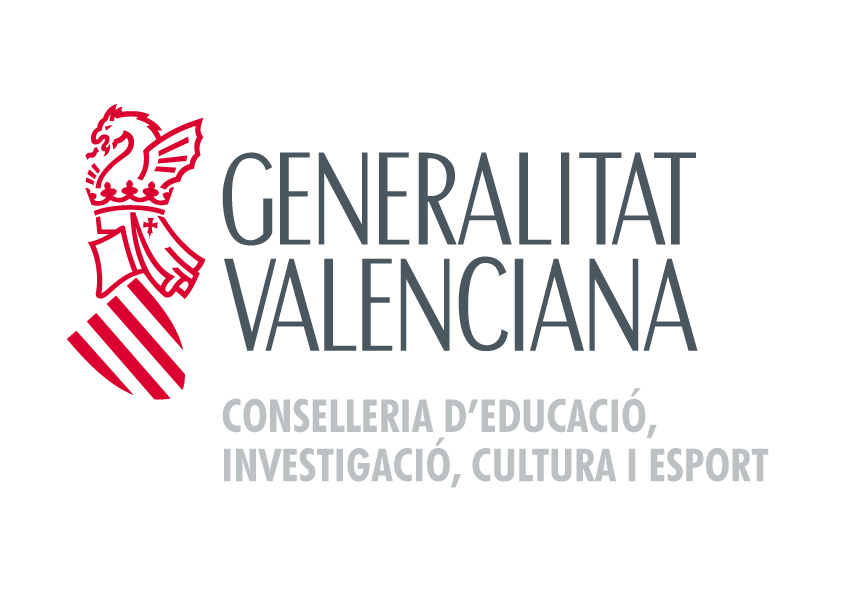 GENERALITAT
VALENCIANA
CONSELLERIA D'EDUCACIÓ,
INVESTIGACIÓ, CULTURA I ESPORT